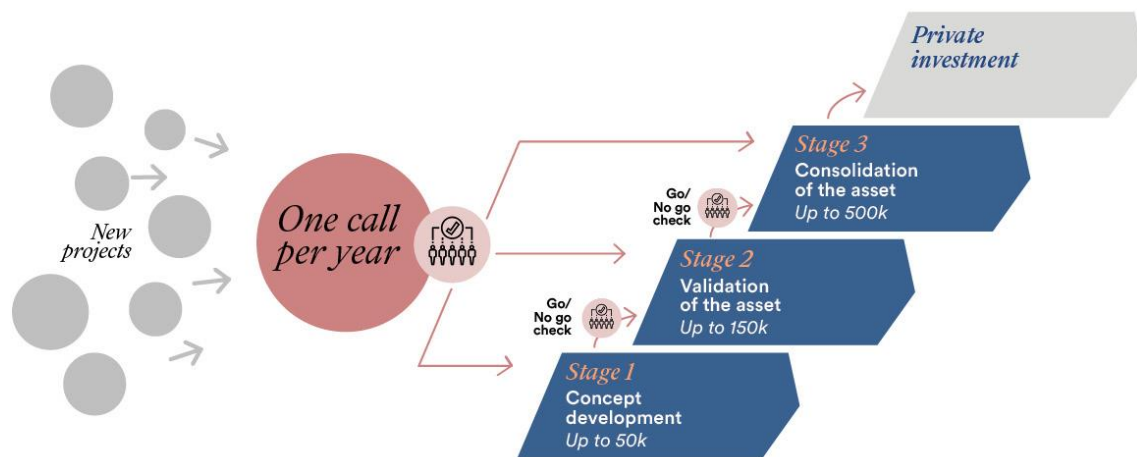 New
projects
One call
per year
Go/
No go
check
Stage 1
Concept
development
Up to 50k
Go/
No go
check
Stage 2
Validation
of the asset
Up to 150k
Stage 3
Consolidation
of the asset
Up to 500k
Private
investment